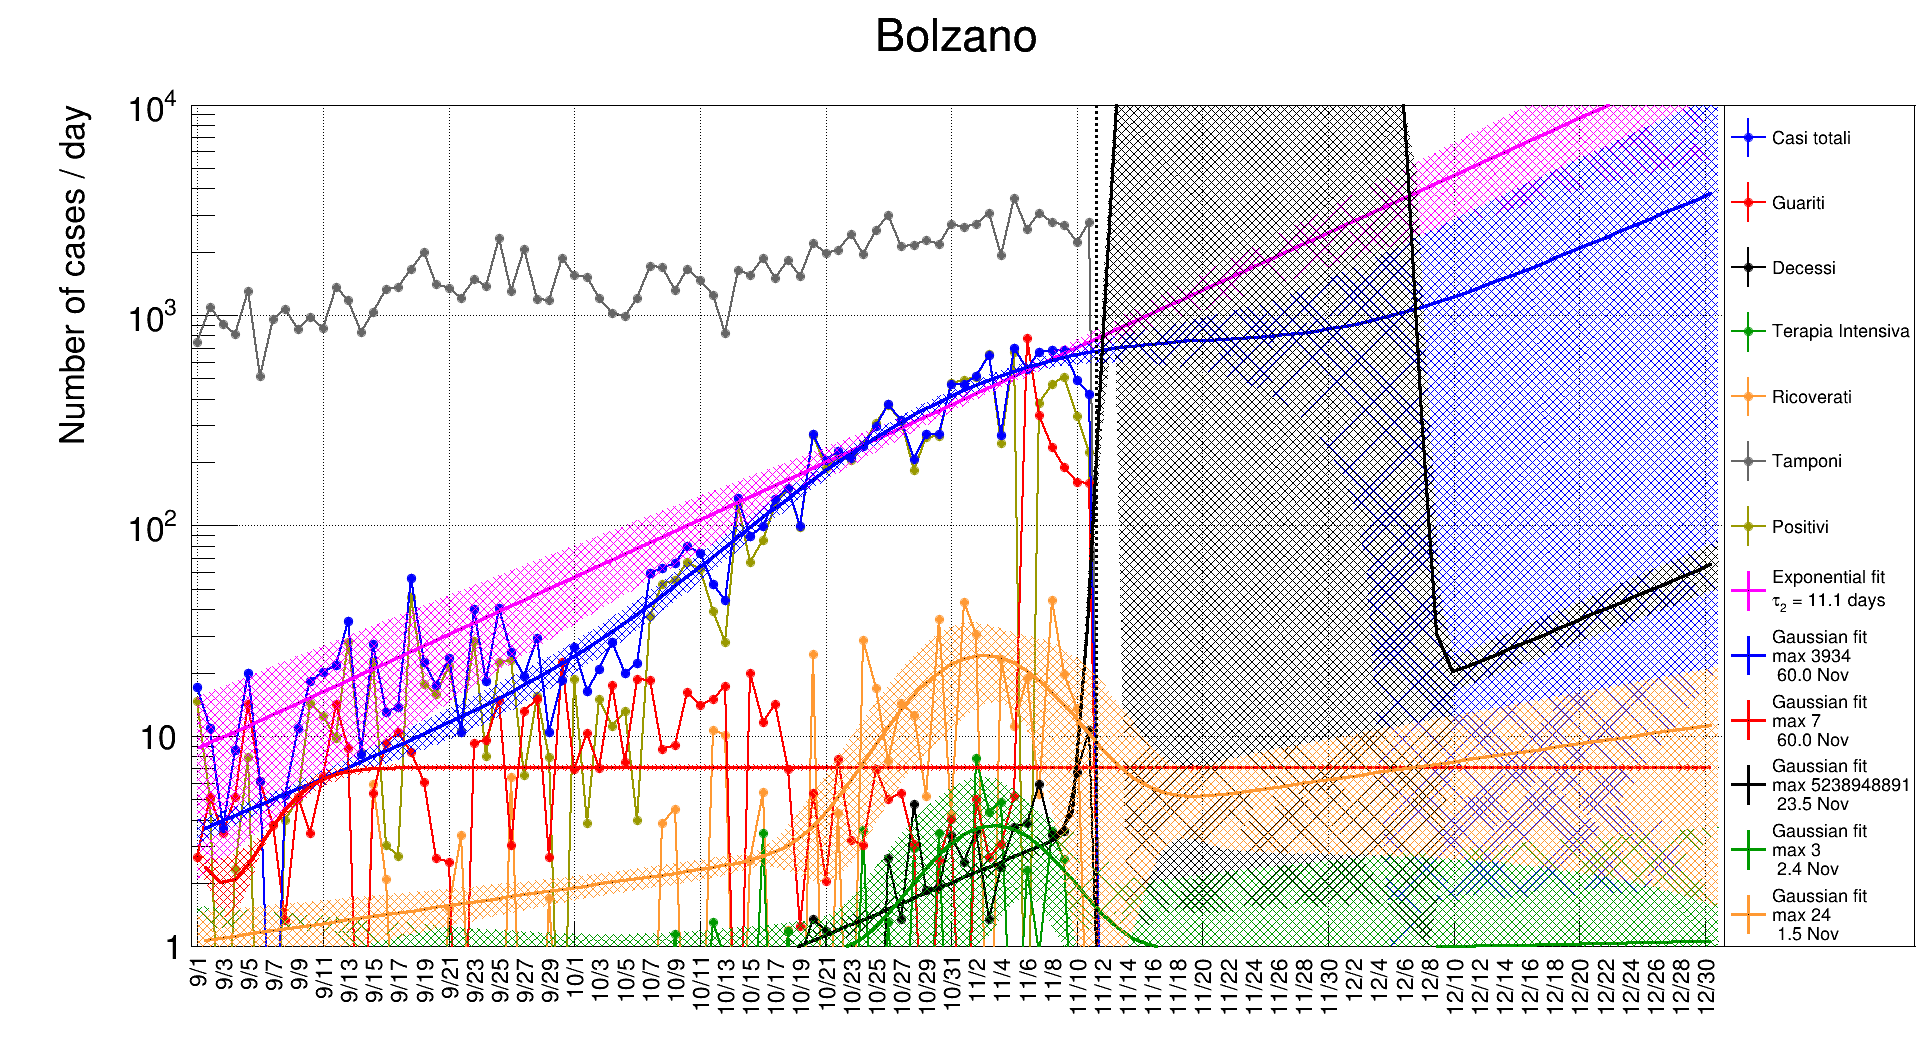 Bolzano
Number of cases / day
10⁴
10³
10²
10
1
9/1 9/3 9/5 9/7 9/9 9/11 9/13 9/15 9/17 9/19 9/21 9/23 9/25 9/27 9/29 10/1 10/3 10/5 10/7 10/9 10/11 10/13 10/15 10/17 10/19 10/21 10/23 10/25 10/27 10/29 10/31 11/2 11/4 11/6 11/8 11/10 11/12 11/14 11/16 11/18 11/20 11/22 11/24 11/26 11/28 11/30 12/2 12/4 12/6 12/8 12/10 12/12 12/14 12/16 12/18 12/20 12/22 12/24 12/26 12/28 12/30
Casi totali
Guariti
Decessi
Terapia Intensiva
Ricoverati
Tamponi
Positivi
Exponential fit
τ₂ = 11.1 days
Gaussian fit
max 3934
60.0 Nov
Gaussian fit
max 7
60.0 Nov
Gaussian fit
max 5238948891
23.5 Nov
Gaussian fit
max 3
2.4 Nov
Gaussian fit
max 24
1.5 Nov